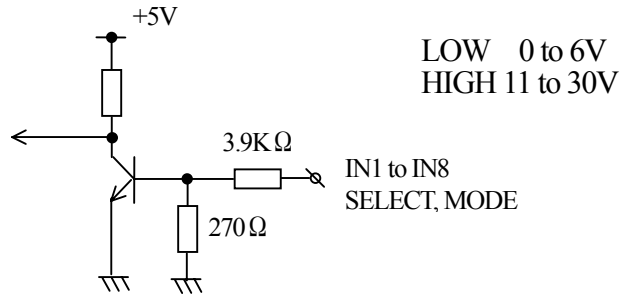 +5V
LOW 0 to 6V
HIGH 11 to 30V
3.9KΩ
IN1 to IN8
SELECT, MODE
270Ω